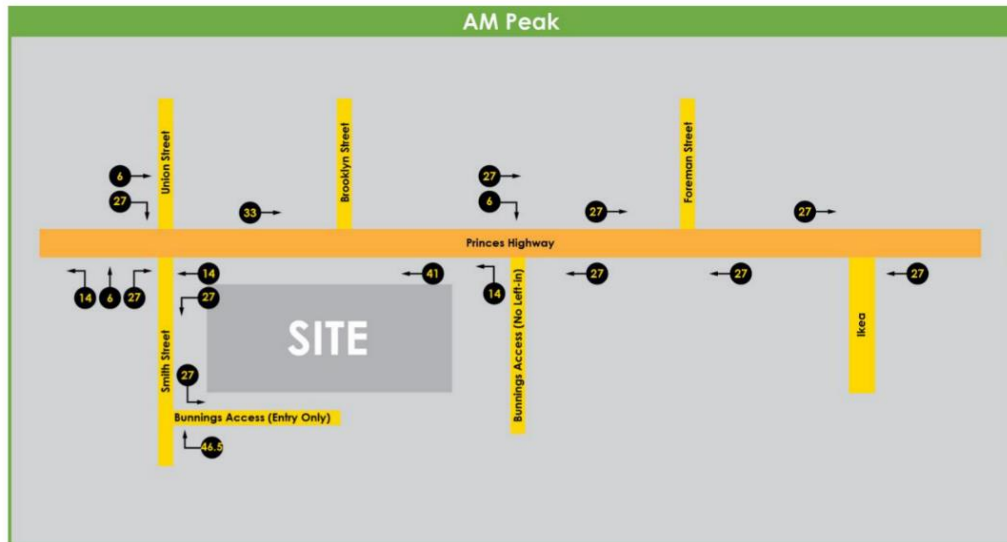 AM Peak
Union Street
Brooklyn Street
Foreman Street
6
27
27
6
33
27
27
Princes Highway
14
6
27
14
27
41
14
27
27
27
SITE
Smith Street
Bunnings Access (No Left-in)
Ikea
27
Bunnings Access (Entry Only)
46.5